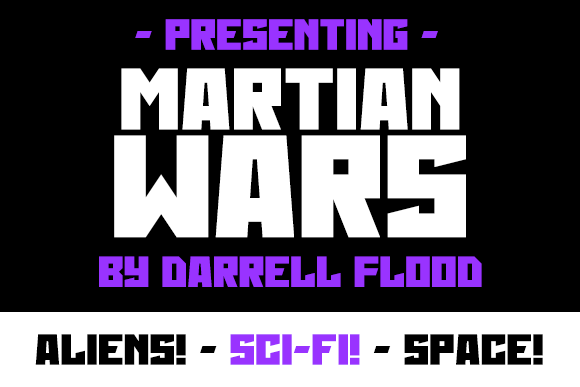 - PRESENTING -
MARTIAN
WARS
BY DARRELL FLOOD
ALIENS! - SCI-FI! - SPACE!